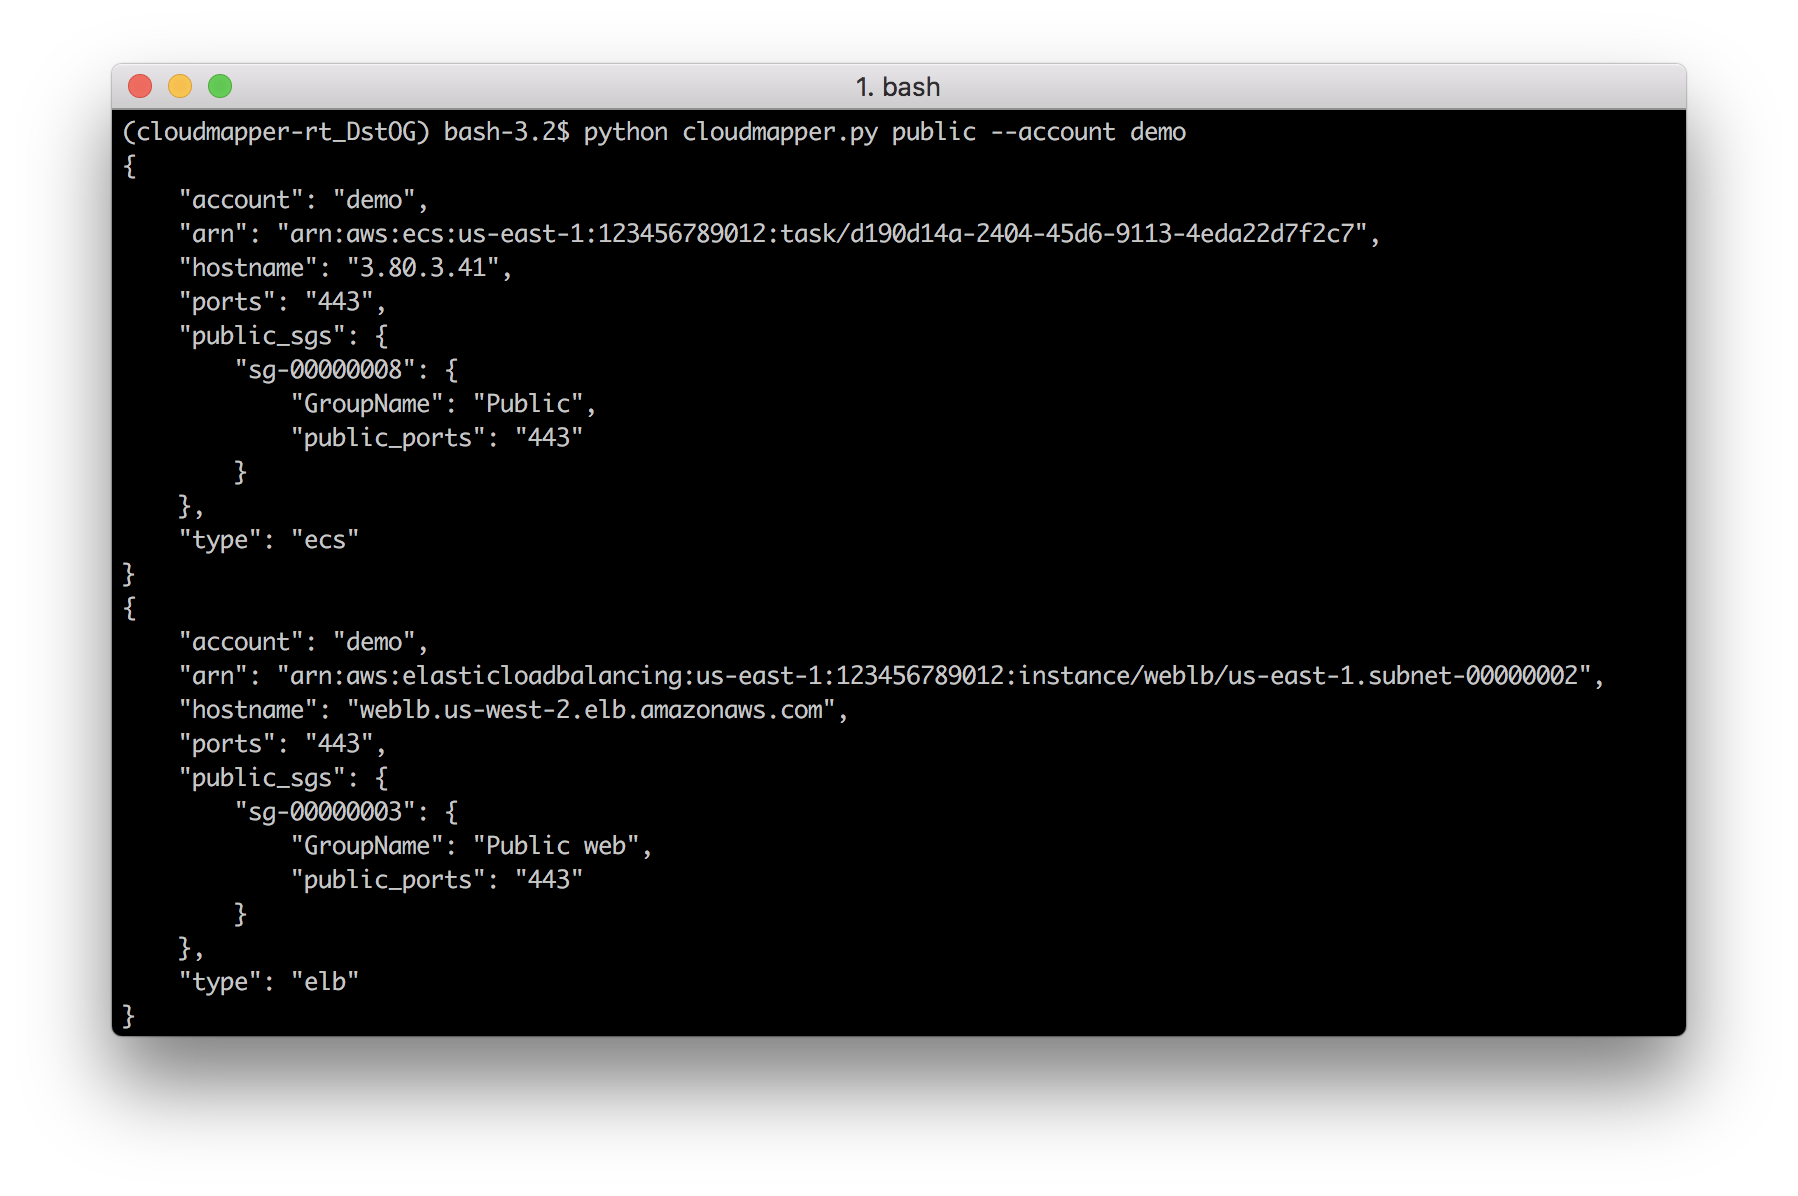 1. bash
(cloudmapper-rt_DstOG) bash-3.2$ python cloudmapper.py public --account demo
{
    "account": "demo",
    "arn": "arn:aws:ecs:us-east-1:123456789012:task/d190d14a-2404-45d6-9113-4eda22d7f2c7",
    "hostname": "3.80.3.41",
    "ports": "443",
    "public_sgs": {
        "sg-00000008": {
            "GroupName": "Public",
            "public_ports": "443"
        }
    },
    "type": "ecs"
}
{
    "account": "demo",
    "arn": "arn:aws:elasticloadbalancing:us-east-1:123456789012:instance/weblb/us-east-1.subnet-00000002",
    "hostname": "weblb.us-west-2.elb.amazonaws.com",
    "ports": "443",
    "public_sgs": {
        "sg-00000003": {
            "GroupName": "Public web",
            "public_ports": "443"
        }
    },
    "type": "elb"
}